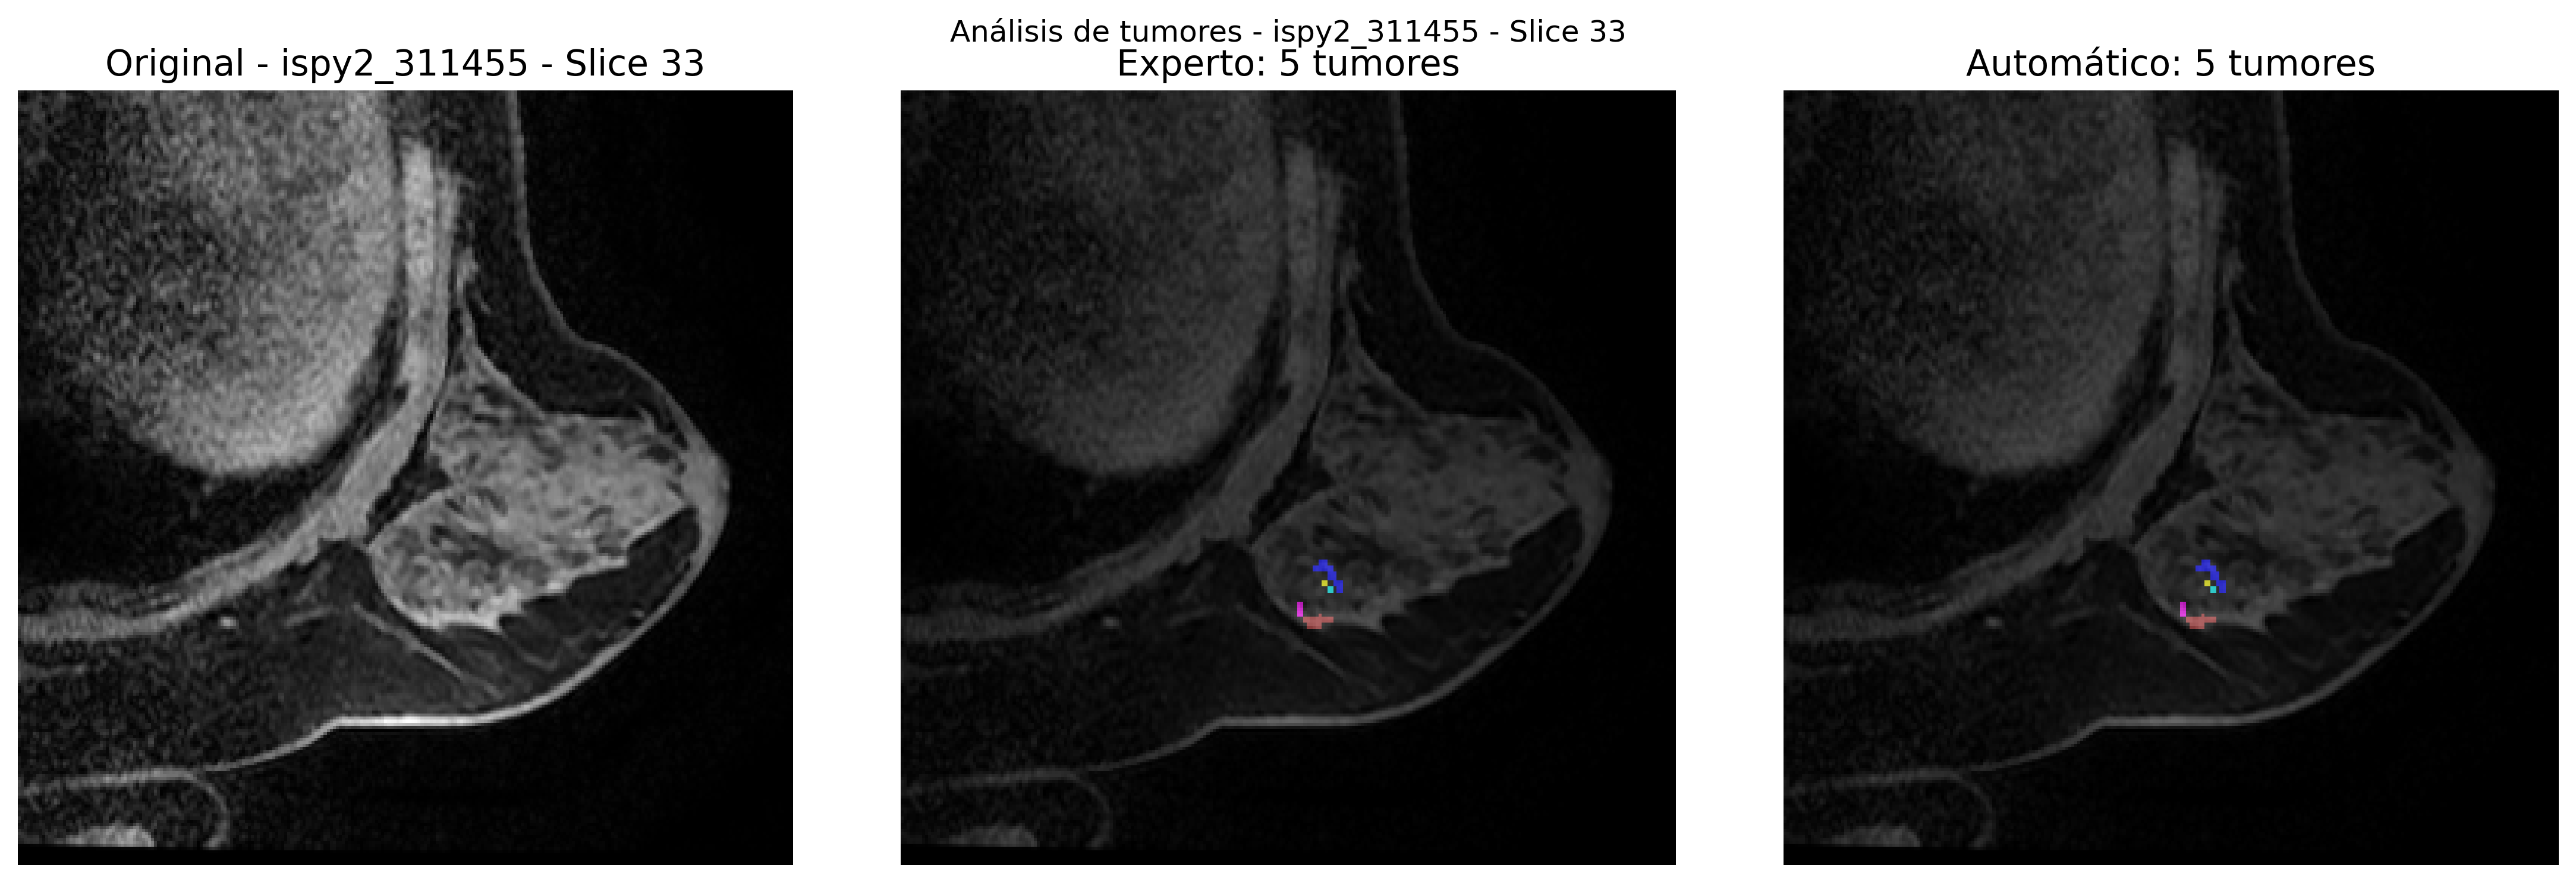 Análisis de tumores - ispy2_311455 - Slice 33
Original - ispy2_311455 - Slice 33
Experto: 5 tumores
Automático: 5 tumores